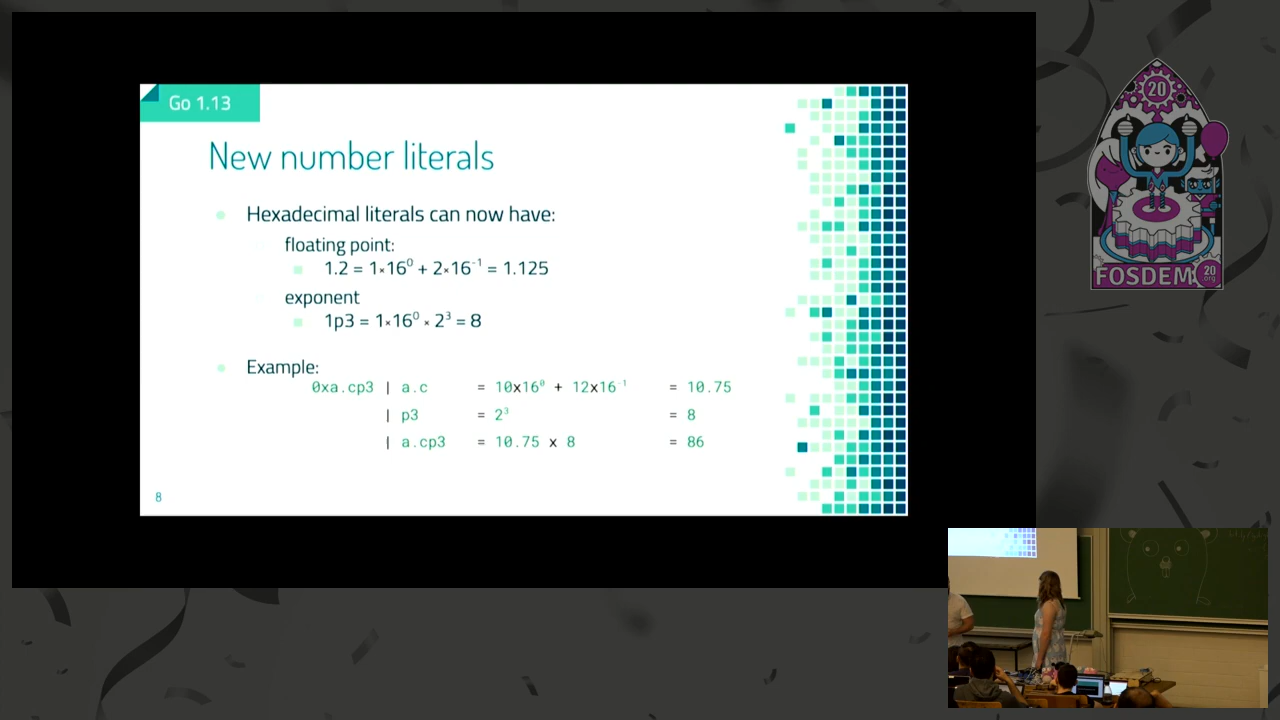 Go 1.13
New number literals
Hexadecimal literals can now have:
floating point:
1.2 = 1×16⁰ + 2×16⁻¹ = 1.125
exponent
1p3 = 1×16⁰ × 2³ = 8
Example:
0xa.cp3 | a.c = 10x16⁰ + 12x16⁻¹ = 10.75
| p3 = 2³ = 8
| a.cp3 = 10.75 x 8 = 86
8
20
FOSDEM
20
.org